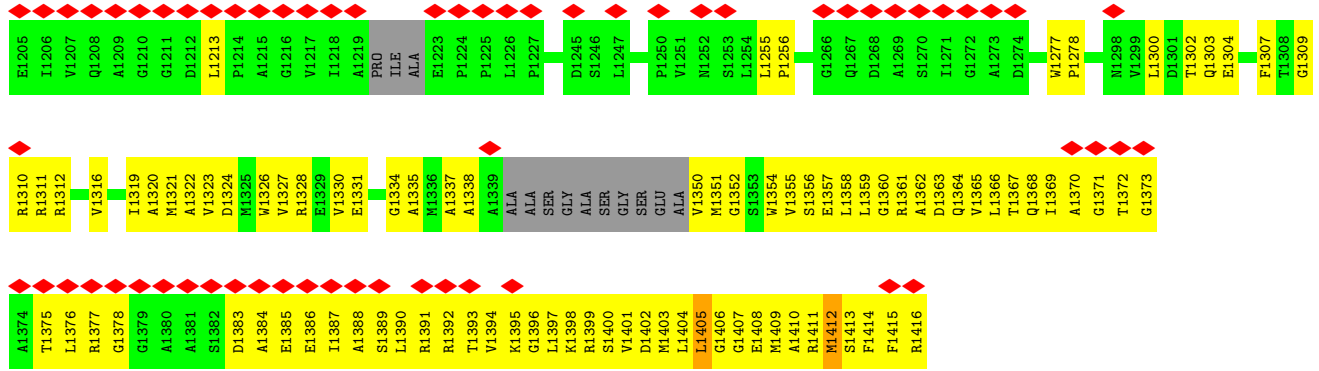 E1205 I1206 V1207 Q1208 A1209 G1210 G1211 D1212 L1213 P1214 A1215 G1216 V1217 I1218 A1219 PRO ILE ALA E1223 P1224 P1225 L1226 P1227 D1245 S1246 L1247 P1250 V1251 N1252 S1253 L1254 L1255 P1256 G1266 Q1267 D1268 A1269 S1270 I1271 G1272 A1273 D1274 W1277 P1278 N1298 V1299 L1300 D1301 T1302 Q1303 E1304 F1307 T1308 G1309
R1310 R1311 R1312 V1316 I1319 A1320 M1321 A1322 V1323 D1324 M1325 W1326 V1327 R1328 E1329 V1330 E1331 G1334 A1335 M1336 A1337 A1338 A1339 ALA ALA SER GLY ALA SER GLY SER GLU ALA V1350 M1351 G1352 S1353 W1354 V1355 S1356 E1357 L1358 L1359 G1360 R1361 A1362 D1363 Q1364 V1365 L1366 T1367 Q1368 I1369 A1370 G1371 T1372 G1373
A1374 T1375 L1376 R1377 G1378 G1379 A1380 A1381 S1382 D1383 A1384 E1385 E1386 I1387 A1388 S1389 L1390 R1391 R1392 T1393 V1394 K1395 G1396 L1397 K1398 R1399 S1400 V1401 D1402 M1403 L1404 L1405 G1406 G1407 E1408 M1409 A1410 R1411 M1412 S1413 F1414 F1415 R1416